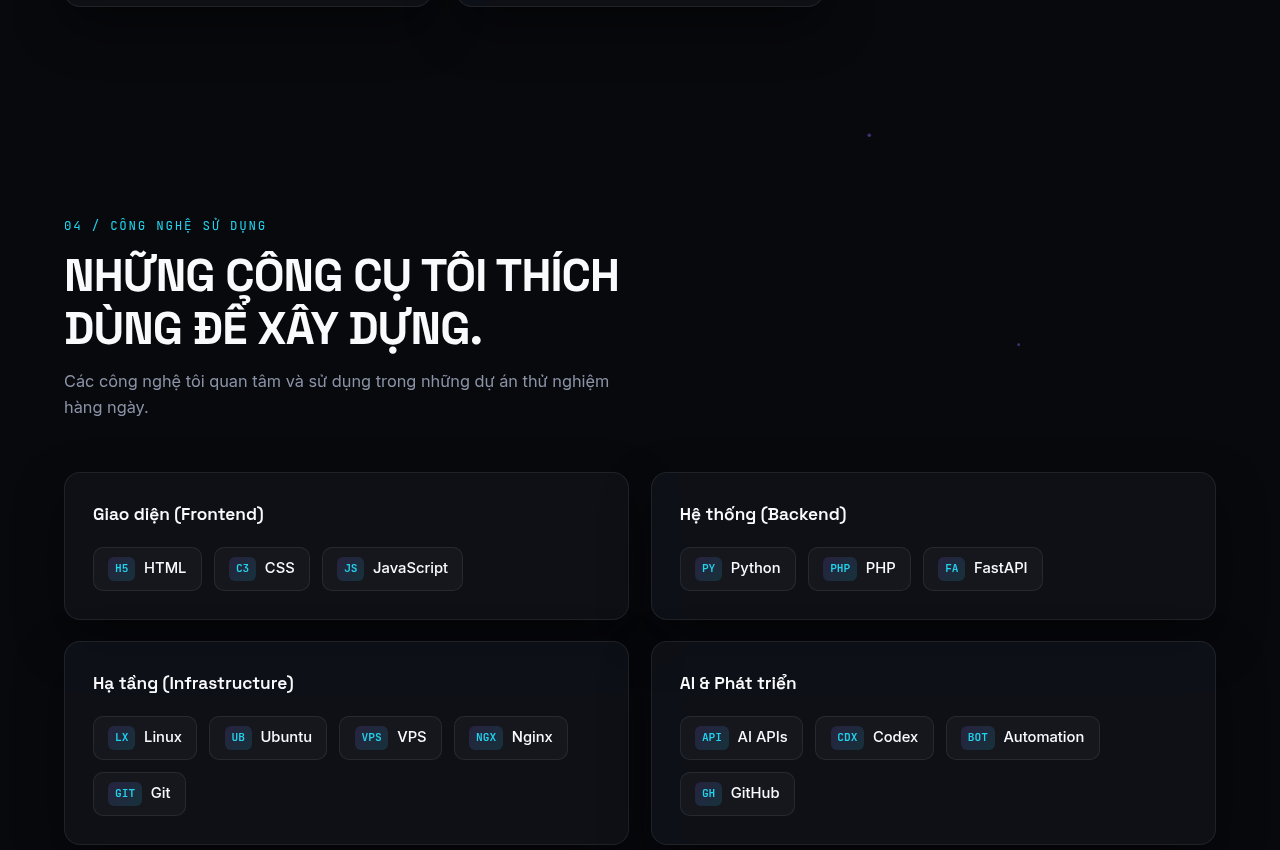 04 / CÔNG NGHỆ SỬ DỤNG
NHỮNG CÔNG CỤ TÔI THÍCH
DÙNG ĐỂ XÂY DỰNG.
Các công nghệ tôi quan tâm và sử dụng trong những dự án thử nghiệm
hàng ngày.
Giao diện (Frontend)
H5 HTML C3 CSS JS JavaScript
Hệ thống (Backend)
PY Python PHP PHP FA FastAPI
Hạ tầng (Infrastructure)
LX Linux UB Ubuntu VPS VPS NGX Nginx
GIT Git
AI & Phát triển
API AI APIs CDX Codex BOT Automation
GH GitHub